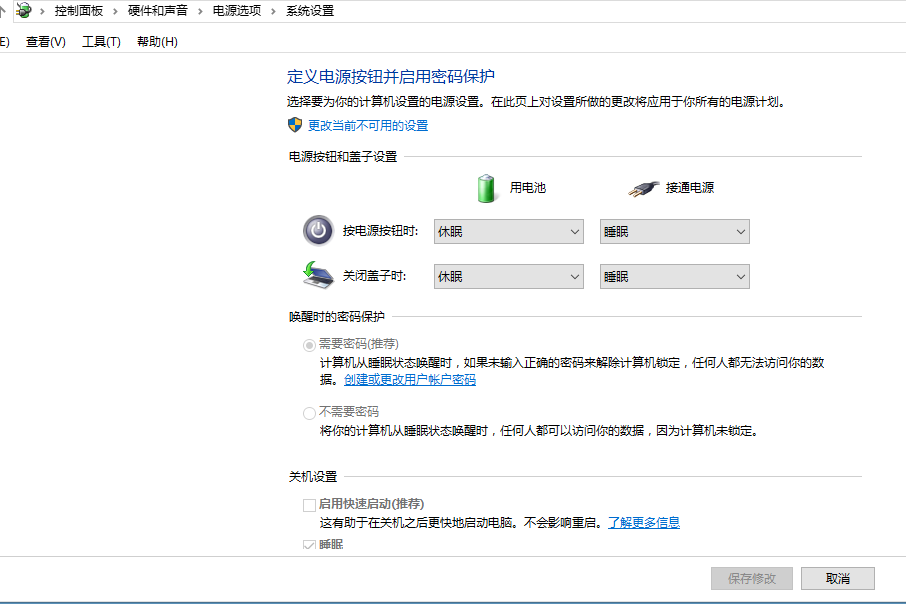 控制面板 › 硬件和声音 › 电源选项 › 系统设置
E) 查看(V) 工具(T) 帮助(H)
定义电源按钮并启用密码保护
选择要为你的计算机设置的电源设置。在此页上对设置所做的更改将应用于你所有的电源计划。
更改当前不可用的设置
电源按钮和盖子设置
用电池 接通电源
按电源按钮时: 休眠 睡眠
关闭盖子时: 休眠 睡眠
唤醒时的密码保护
需要密码(推荐)
计算机从睡眠状态唤醒时，如果未输入正确的密码来解除计算机锁定，任何人都无法访问你的数
据。创建或更改用户帐户密码
不需要密码
将你的计算机从睡眠状态唤醒时，任何人都可以访问你的数据，因为计算机未锁定。
关机设置
启用快速启动(推荐)
这有助于在关机之后更快地启动电脑。不会影响重启。了解更多信息
睡眠
保存修改 取消